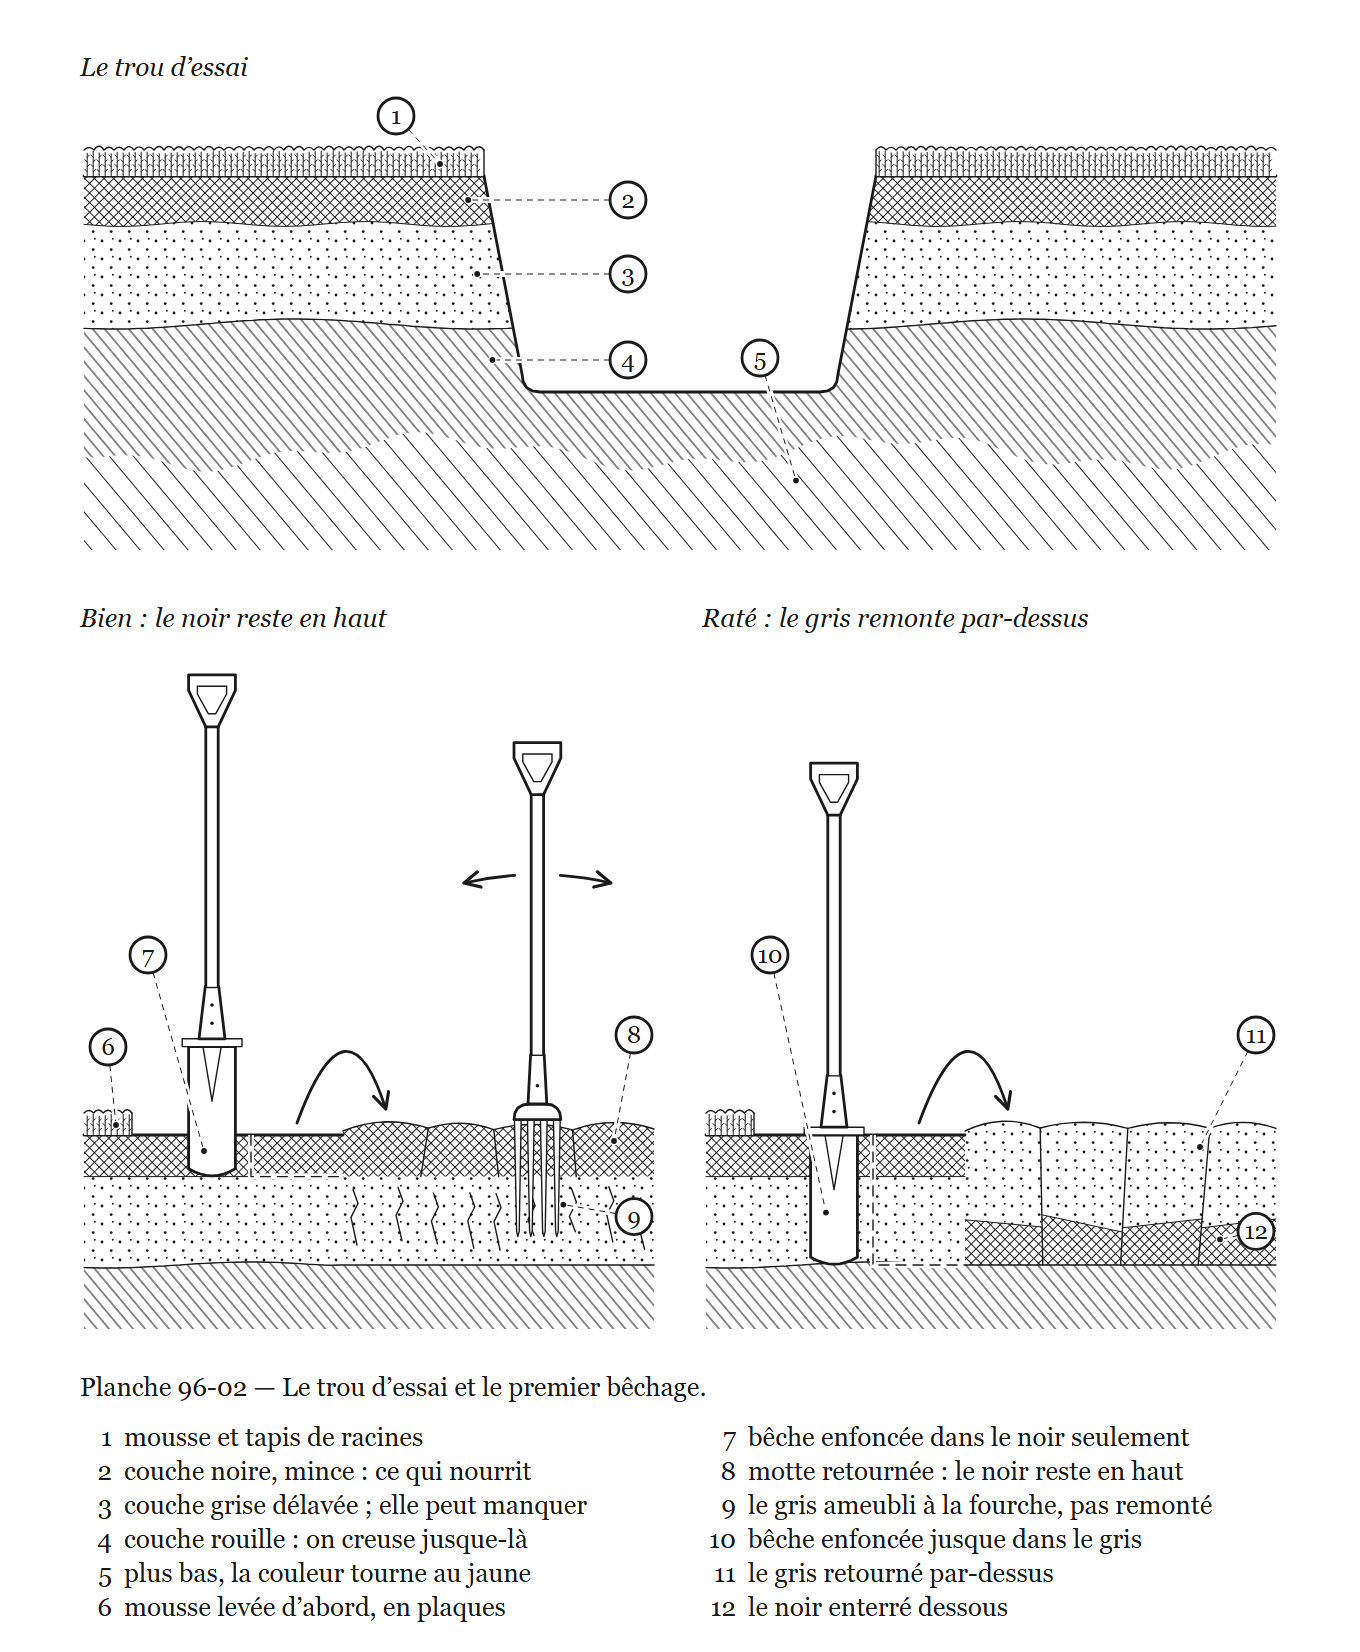 Le trou d’essai
1
2
3
4
5
Bien : le noir reste en haut
Raté : le gris remonte par-dessus
7
10
6
8
11
9
12
Planche 96-02 — Le trou d’essai et le premier bêchage.
1 mousse et tapis de racines
2 couche noire, mince : ce qui nourrit
3 couche grise délavée ; elle peut manquer
4 couche rouille : on creuse jusque-là
5 plus bas, la couleur tourne au jaune
6 mousse levée d’abord, en plaques
7 bêche enfoncée dans le noir seulement
8 motte retournée : le noir reste en haut
9 le gris ameubli à la fourche, pas remonté
10 bêche enfoncée jusque dans le gris
11 le gris retourné par-dessus
12 le noir enterré dessous